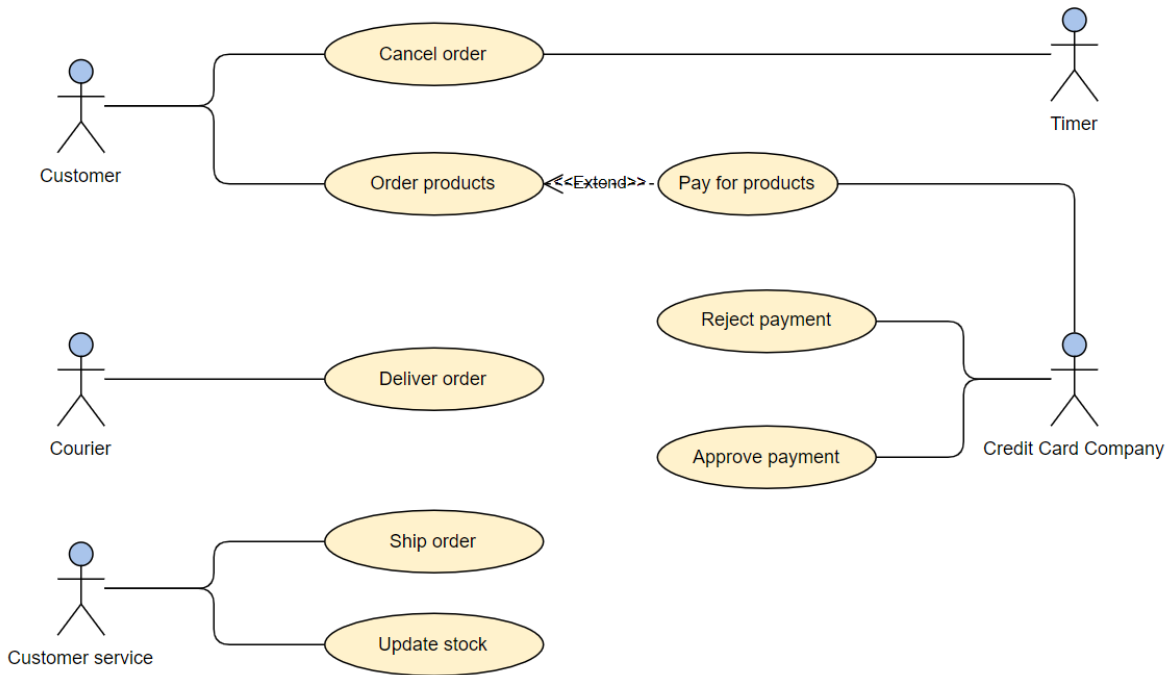 Cancel order
Timer
Customer
Order products
<<Extond>>
Pay for products
Reject payment
Deliver order
Courier
Approve payment
Credit Card Company
Ship order
Update stock
Customer service